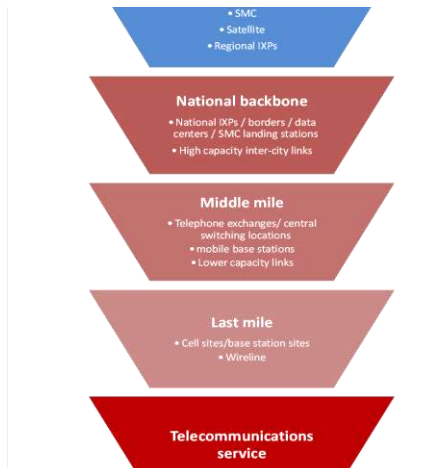 • SMC
• Satellite
• Regional IXPs
National backbone
• National IXPs / borders / data
centers / SMC landing stations
• High capacity inter-city links
Middle mile
• Telephone exchanges/ central
switching locations
• mobile base stations
• Lower capacity links
Last mile
• Cell sites/base station sites
• Wireline
Telecommunications
service